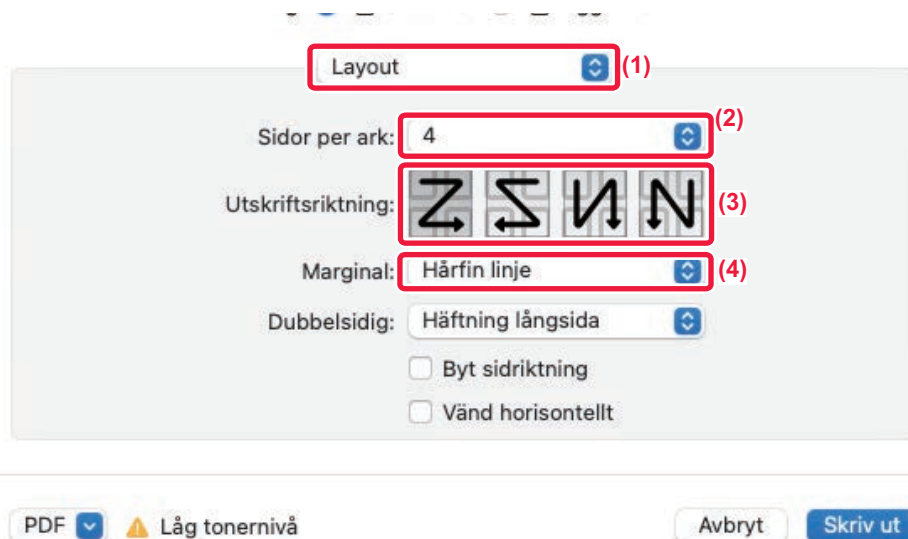 Layout (1)
Sidor per ark: 4 (2)
Utskriftsriktning: (3)
Marginal: Hårfin linje (4)
Dubbelsidig: Häftning långsida
Byt sidriktning
Vänd horisontellt
PDF Låg tonernivå Avbryt Skriv ut